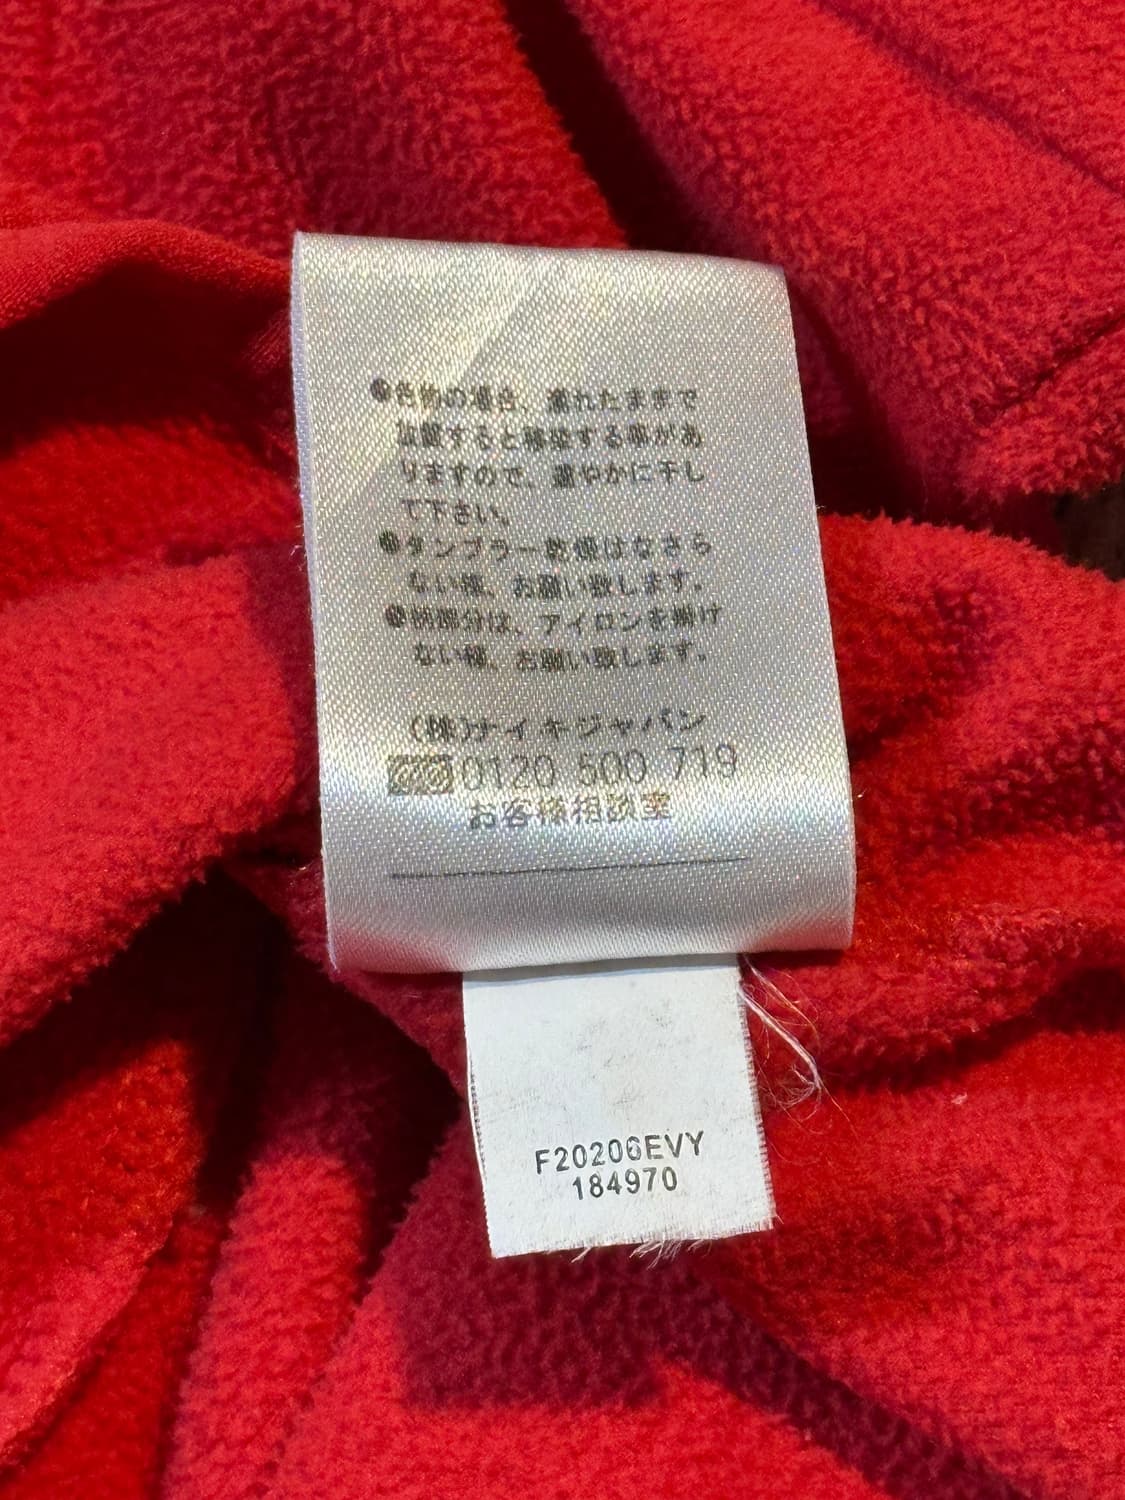 ●色物の場合、濡れたままで
放置すると移染する事があ
りますので、速やかに干し
て下さい。
●タンブラー乾燥はなさら
ない様、お願い致します。
●柄部分は、アイロンを掛け
ない様、お願い致します。
(株)ナイキジャパン
0120 500 719
お客様相談室
F20206EVY
184970